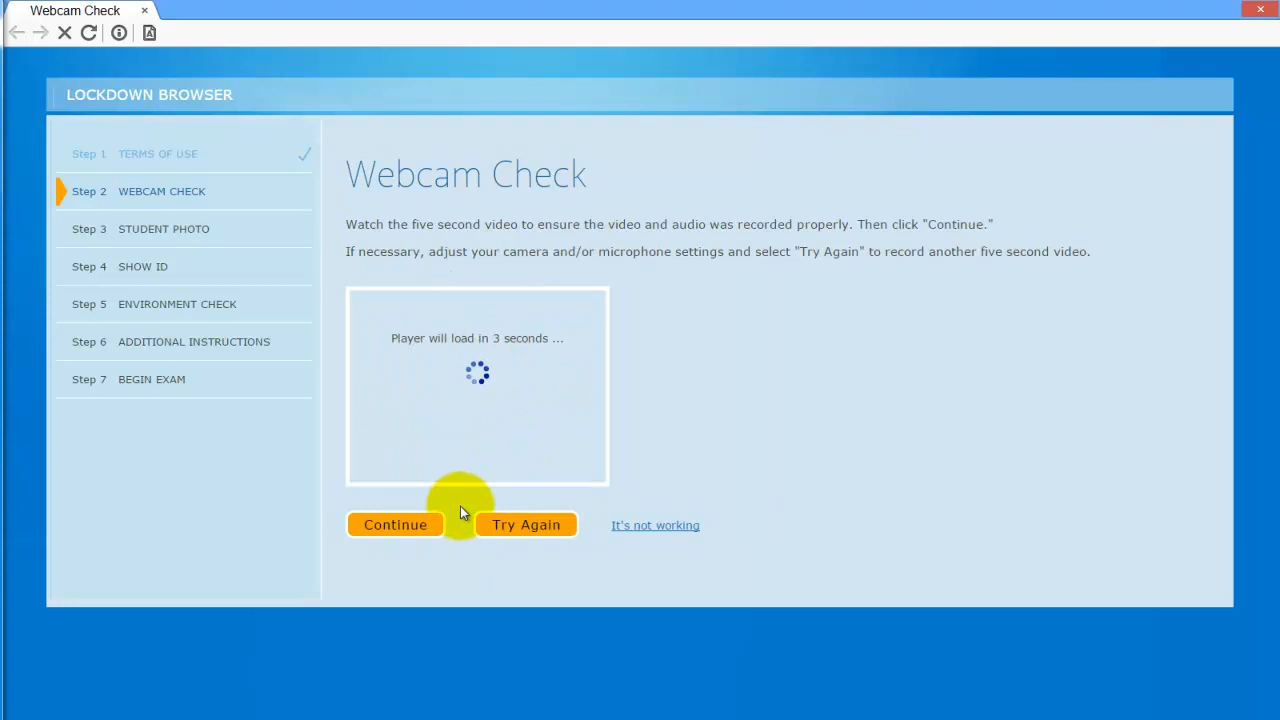 Webcam Check
LOCKDOWN BROWSER
Step 1 TERMS OF USE
Step 2 WEBCAM CHECK
Step 3 STUDENT PHOTO
Step 4 SHOW ID
Step 5 ENVIRONMENT CHECK
Step 6 ADDITIONAL INSTRUCTIONS
Step 7 BEGIN EXAM
Webcam Check
Watch the five second video to ensure the video and audio was recorded properly. Then click "Continue."
If necessary, adjust your camera and/or microphone settings and select "Try Again" to record another five second video.
Player will load in 3 seconds ...
Continue
Try Again
It's not working